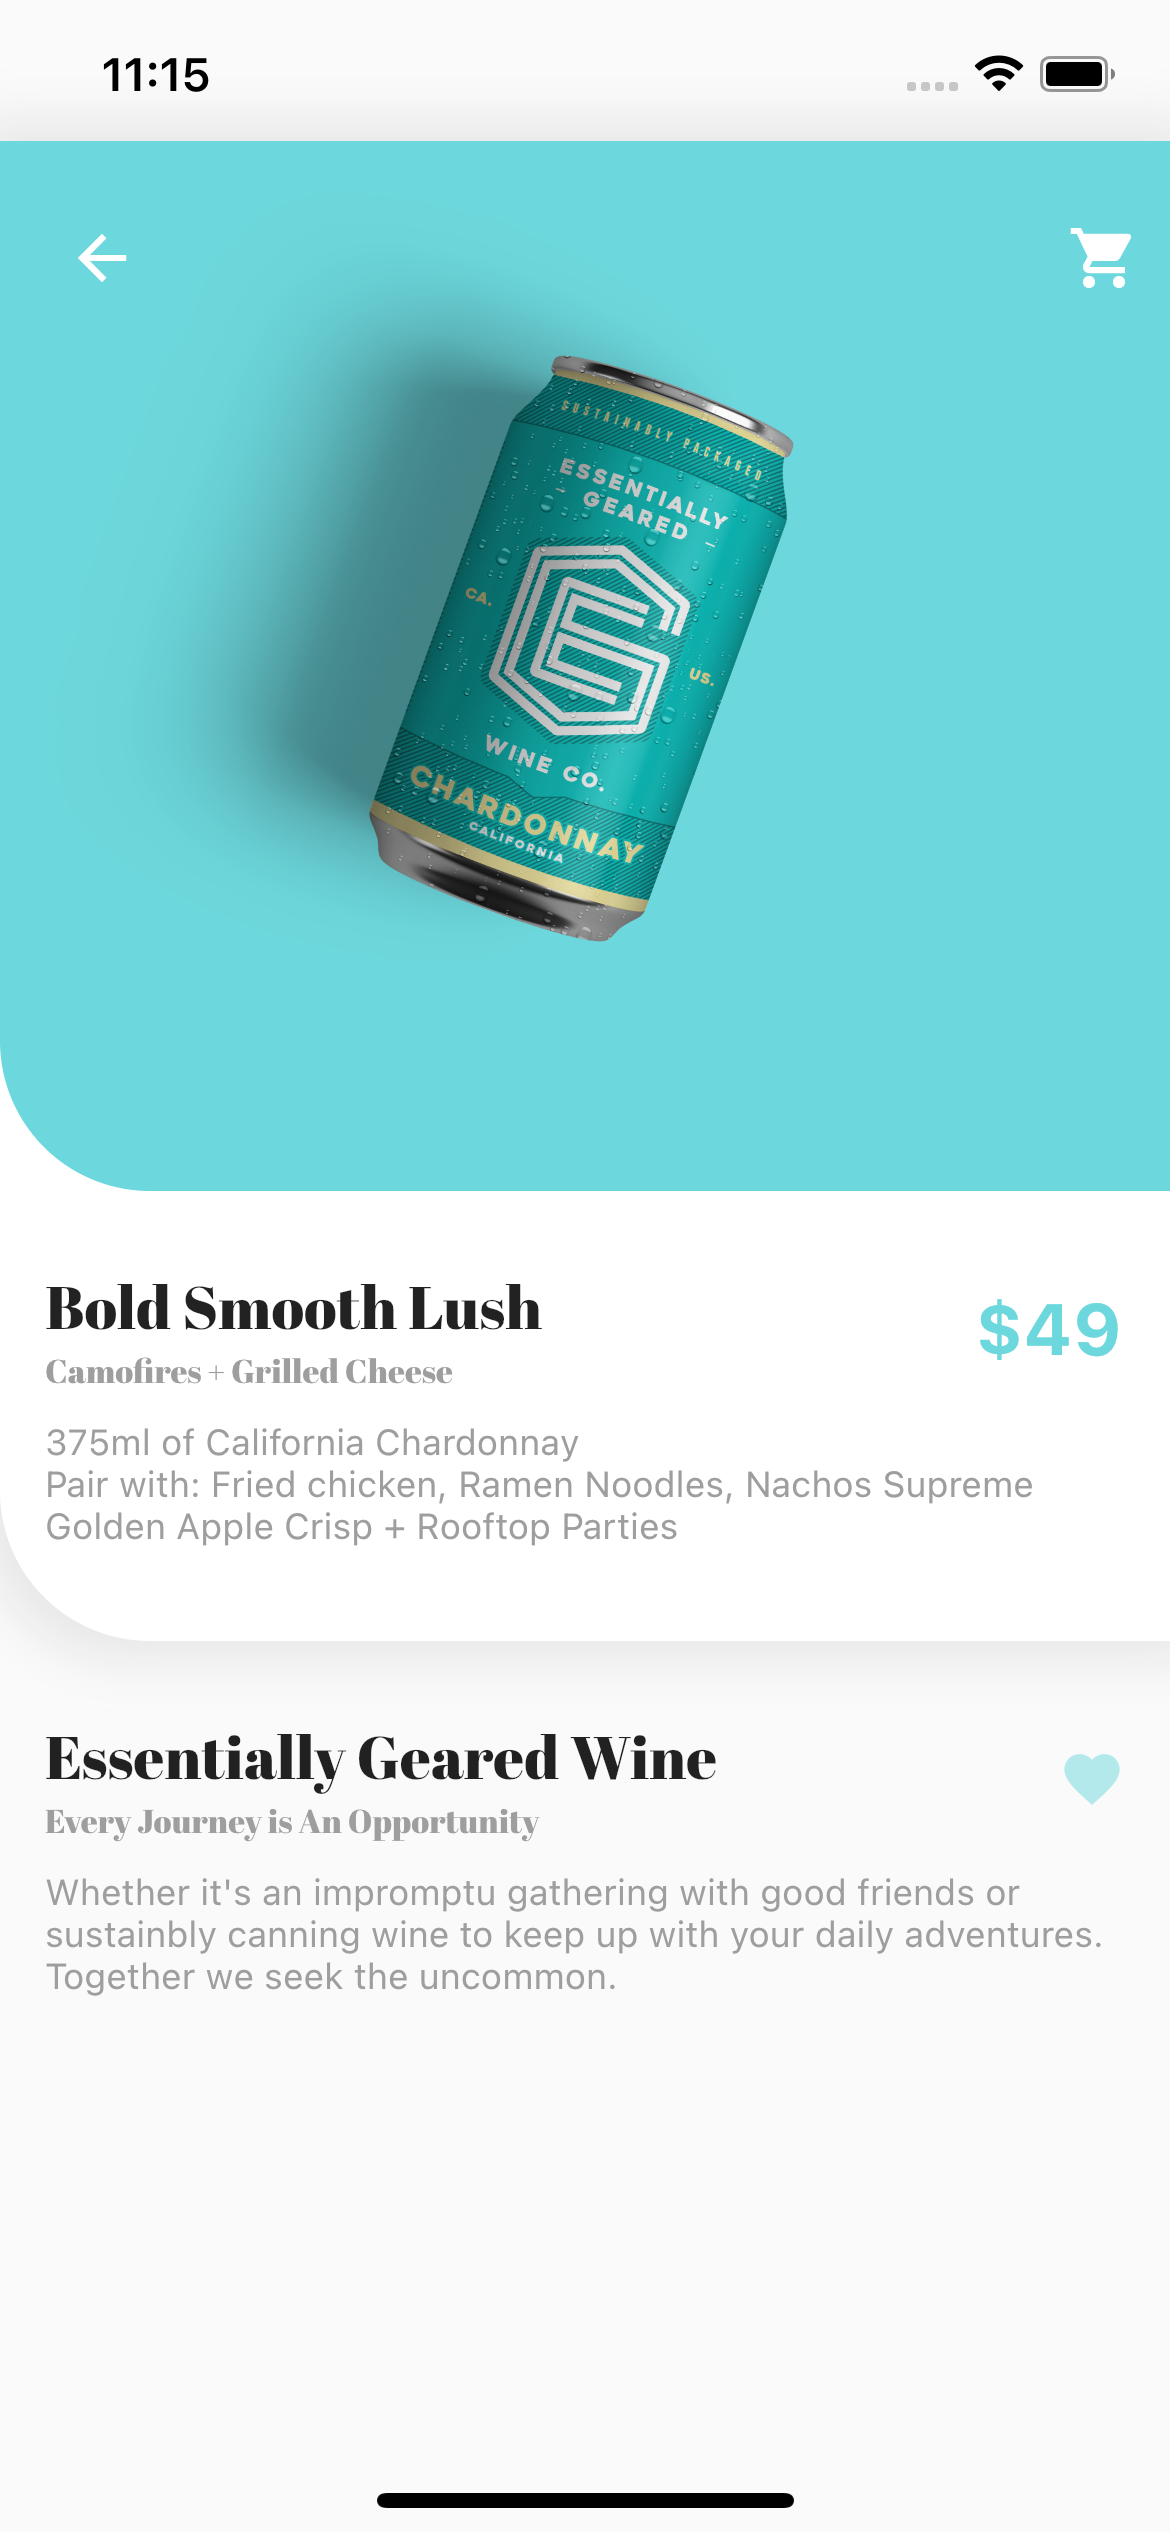 11:15
SUSTAINABLY PACKAGED
ESSENTIALLY
GEARED
CA.
US.
WINE CO.
CHARDONNAY
CALIFORNIA
Bold Smooth Lush
$49
Camofires + Grilled Cheese
375ml of California Chardonnay
Pair with: Fried chicken, Ramen Noodles, Nachos Supreme
Golden Apple Crisp + Rooftop Parties
Essentially Geared Wine
Every Journey is An Opportunity
Whether it's an impromptu gathering with good friends or
sustainbly canning wine to keep up with your daily adventures.
Together we seek the uncommon.